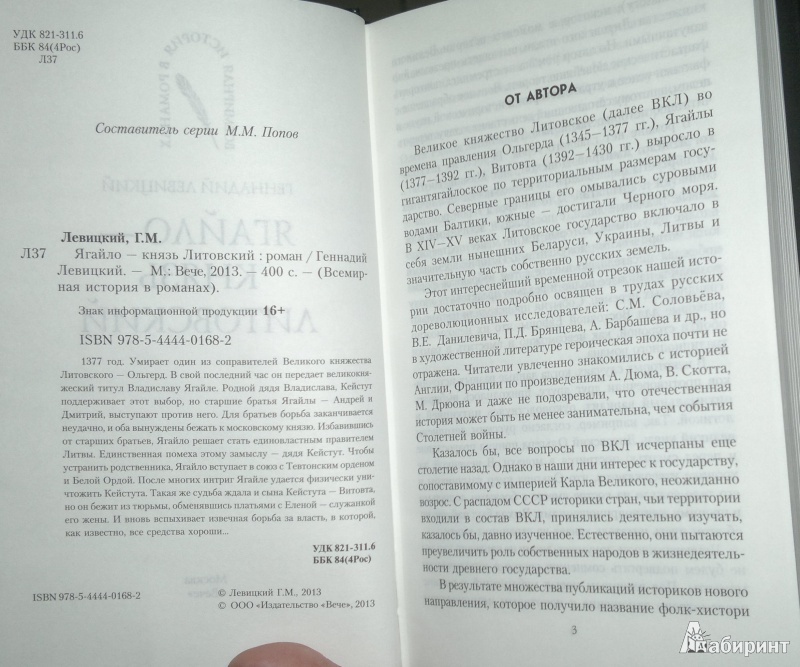 УДК 821-311.6
ББК 84(4Рос)
Л37
Составитель серии М.М. Попов
Левицкий, Г.М.
Л37 Ягайло — князь Литовский : роман / Геннадий
Левицкий. — М.: Вече, 2013. — 400 с. — (Всемир-
ная история в романах).
Знак информационной продукции 16+
ISBN 978-5-4444-0168-2
1377 год. Умирает один из соправителей Великого княжества
Литовского — Ольгерд. В свой последний час он передает великокня-
жеский титул Владиславу Ягайле. Родной дядя Владислава, Кейстут
поддерживает этот выбор, но старшие братья Ягайлы — Андрей и
Дмитрий, выступают против него. Для братьев борьба заканчивается
неудачно, и оба вынуждены бежать к московскому князю. Избавившись
от старших братьев, Ягайло решает стать единовластным правителем
Литвы. Единственная помеха этому замыслу — дядя Кейстут. Чтобы
устранить родственника, Ягайло вступает в союз с Тевтонским орденом
и Белой Ордой. После многих интриг Ягайле удается физически уни-
чтожить Кейстута. Такая же судьба ждала и сына Кейстута — Витовта,
но он бежит из тюрьмы, обменявшись платьями с Еленой — служанкой
его жены. И вновь вспыхивает извечная борьба за власть, в которой,
как известно, все средства хороши...
УДК 821-311.6
ББК 84(4Рос)
ISBN 978-5-4444-0168-2
© Левицкий Г.М., 2013
© ООО «Издательство «Вече», 2013
ОТ АВТОРА
Великое княжество Литовское (далее ВКЛ) во
времена правления Ольгерда (1345—1377 гг.), Ягайлы
(1377—1392 гг.), Витовта (1392—1430 гг.) выросло в
гигантягайлоское по территориальным размерам госу-
дарство. Северные границы его омывались суровыми
водами Балтики, южные — достигали Черного моря.
В XIV—XV веках Литовское государство включало в
себя земли нынешних Беларуси, Украины, Литвы и
значительную часть собственно русских земель.
Этот интереснейший временной отрезок нашей исто-
рии достаточно подробно освящен в трудах русских
дореволюционных исследователей: С.М. Соловьёва,
В.Е. Данилевича, П.Д. Брянцева, А. Барбашева и др., но
в художественной литературе героическая эпоха почти не
отражена. Читатели увлеченно знакомились с историей
Англии, Франции по произведениям А. Дюма, В. Скотта,
М. Дрюона и даже не подозревали, что отечественная
история может быть не менее занимательна, чем события
Столетней войны.
Казалось бы, все вопросы по ВКЛ исчерпаны еще
столетие назад. Однако в наши дни интерес к государству,
сопоставимому с империей Карла Великого, неожиданно
возрос. С распадом СССР историки стран, чьи территории
входили в состав ВКЛ, принялись деятельно изучать,
казалось бы, давно изученное. Естественно, они пытаются
преувеличить роль собственных народов в жизнедеятель-
ности древнего государства.
В результате множества публикаций историков нового
направления, которое получило название фолк-хистори
3
Лабиринт